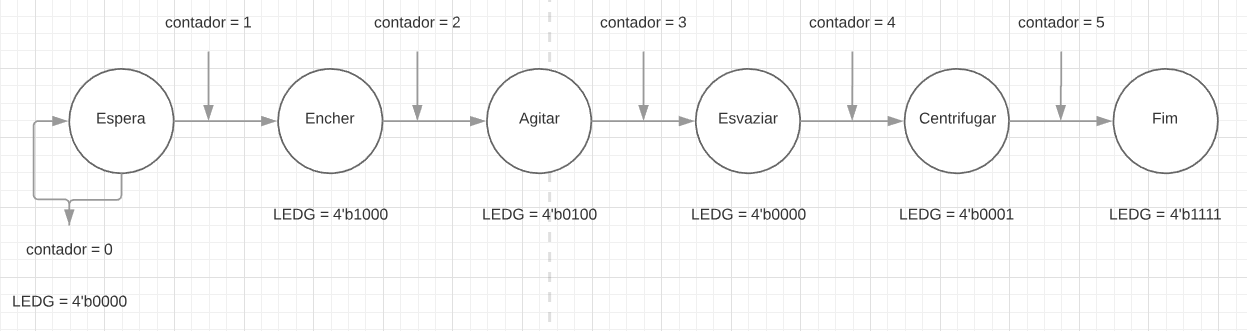 contador = 1
contador = 2
contador = 3
contador = 4
contador = 5
Espera
Encher
Agitar
Esvaziar
Centrifugar
Fim
LEDG = 4'b1000
LEDG = 4'b0100
LEDG = 4'b0000
LEDG = 4'b0001
LEDG = 4'b1111
contador = 0
LEDG = 4'b0000